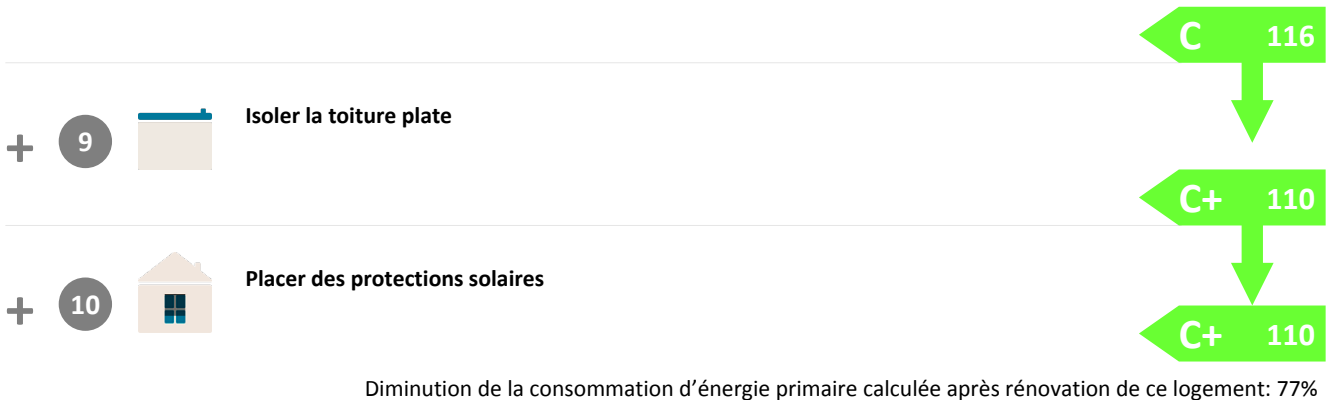 C 116
+ 9 Isoler la toiture plate
C+ 110
+ 10 Placer des protections solaires
C+ 110
Diminution de la consommation d’énergie primaire calculée après rénovation de ce logement: 77%